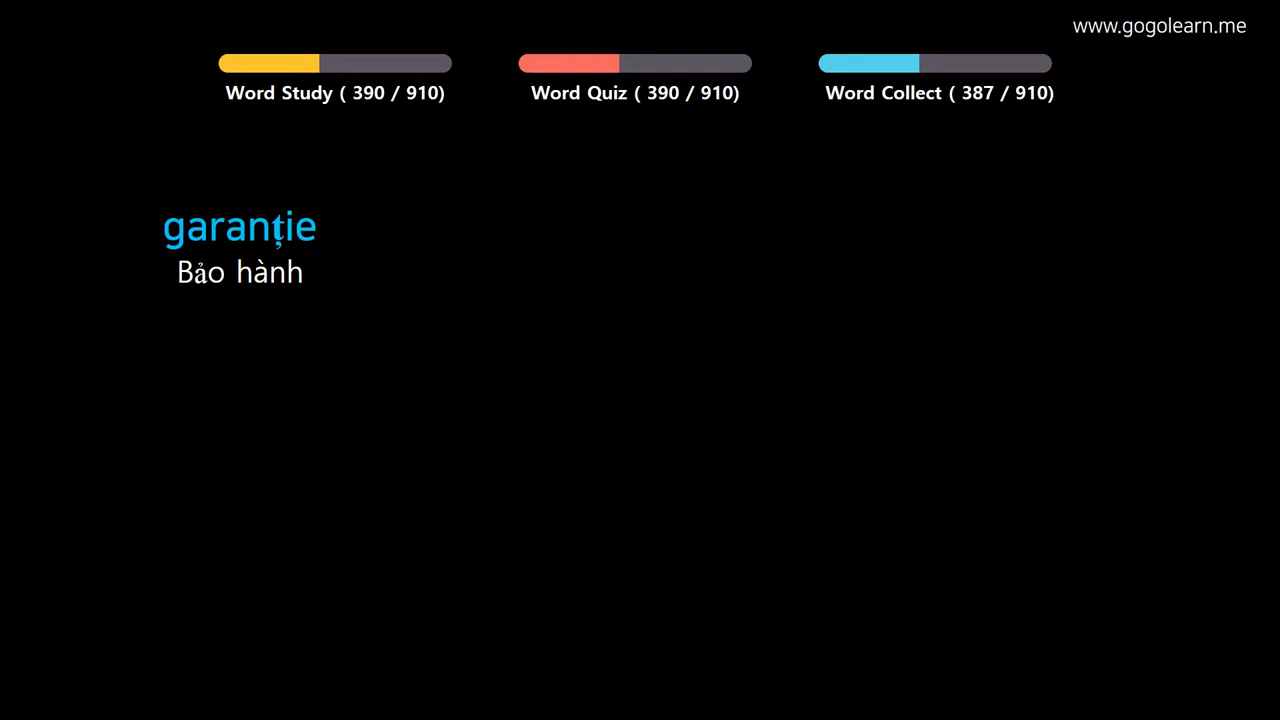 www.gogolearn.me
Word Study ( 390 / 910)
Word Quiz ( 390 / 910)
Word Collect ( 387 / 910)
garanție
Bảo hành